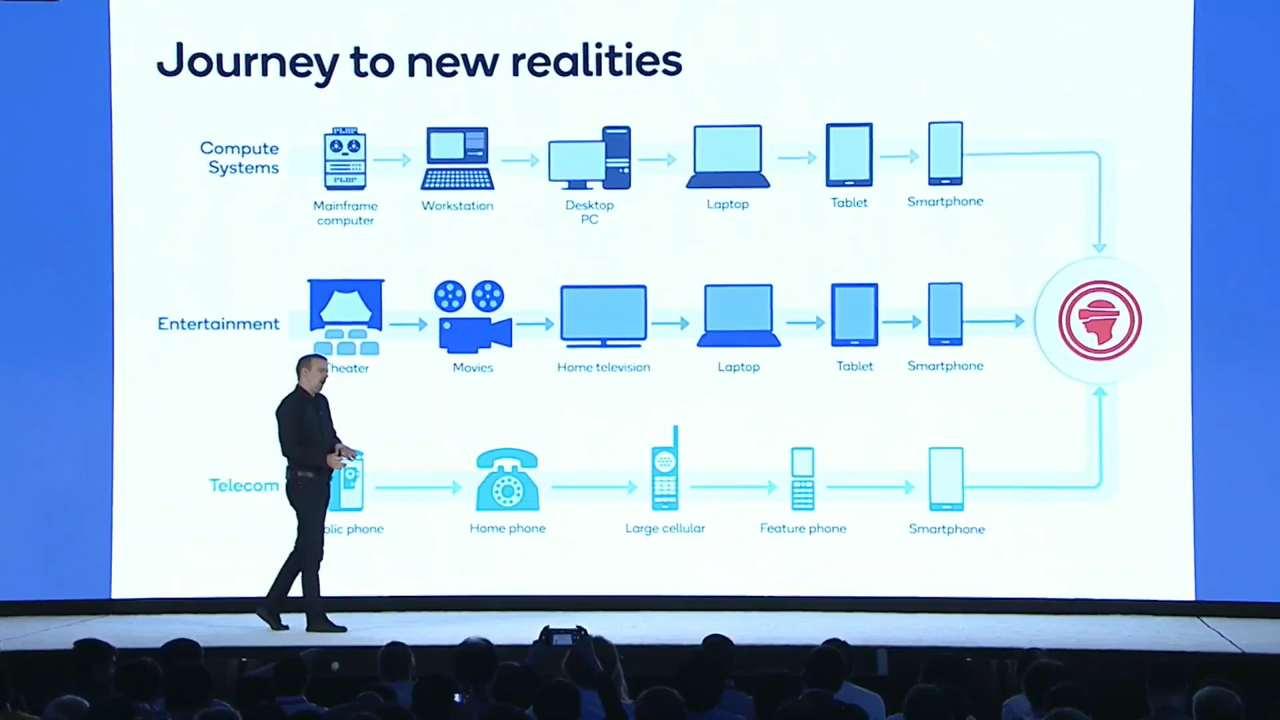 Journey to new realities
Compute
Systems
Mainframe
computer
Workstation
Desktop
PC
Laptop
Tablet
Smartphone
Entertainment
Theater
Movies
Home television
Laptop
Tablet
Smartphone
Telecom
blic phone
Home phone
Large cellular
Feature phone
Smartphone